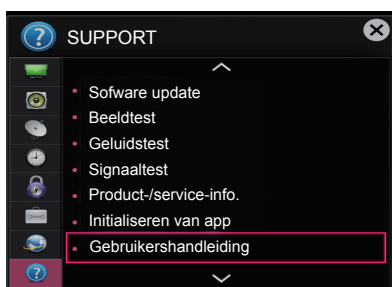 SUPPORT
Sofware update
Beeldtest
Geluidstest
Signaaltest
Product-/service-info.
Initialiseren van app
Gebruikershandleiding